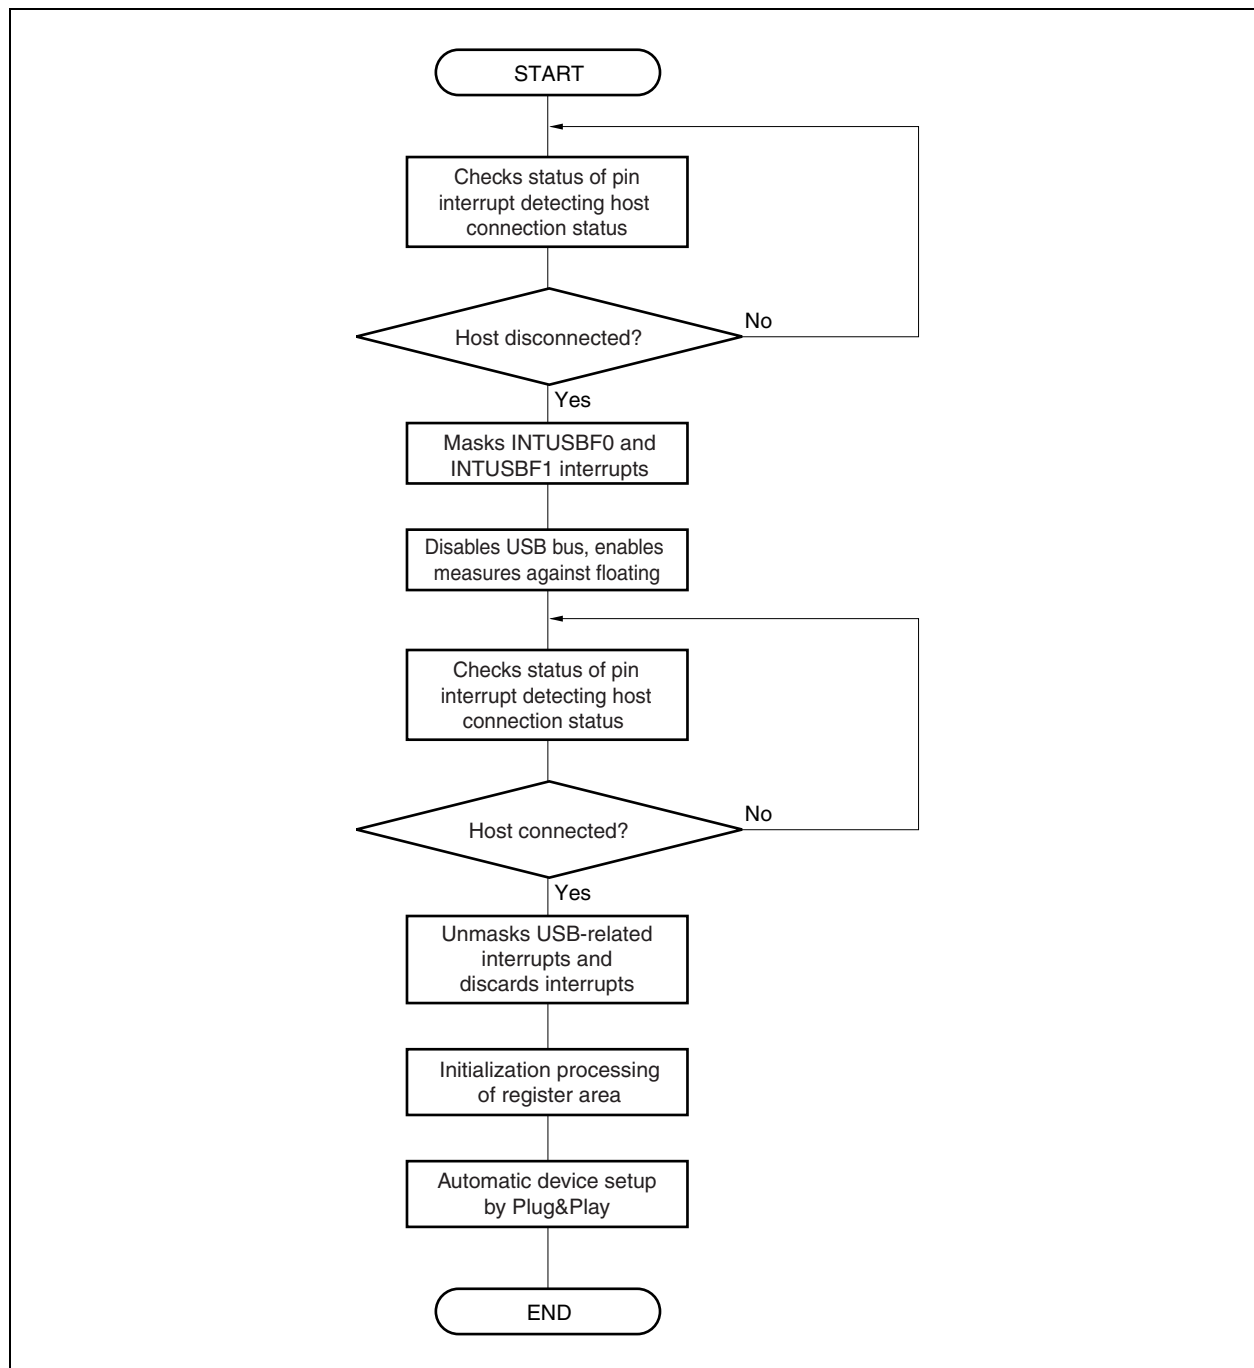 START
Checks status of pin
interrupt detecting host
connection status
Host disconnected?
No
Yes
Masks INTUSBF0 and
INTUSBF1 interrupts
Disables USB bus, enables
measures against floating
Checks status of pin
interrupt detecting host
connection status
Host connected?
No
Yes
Unmasks USB-related
interrupts and
discards interrupts
Initialization processing
of register area
Automatic device setup
by Plug&Play
END